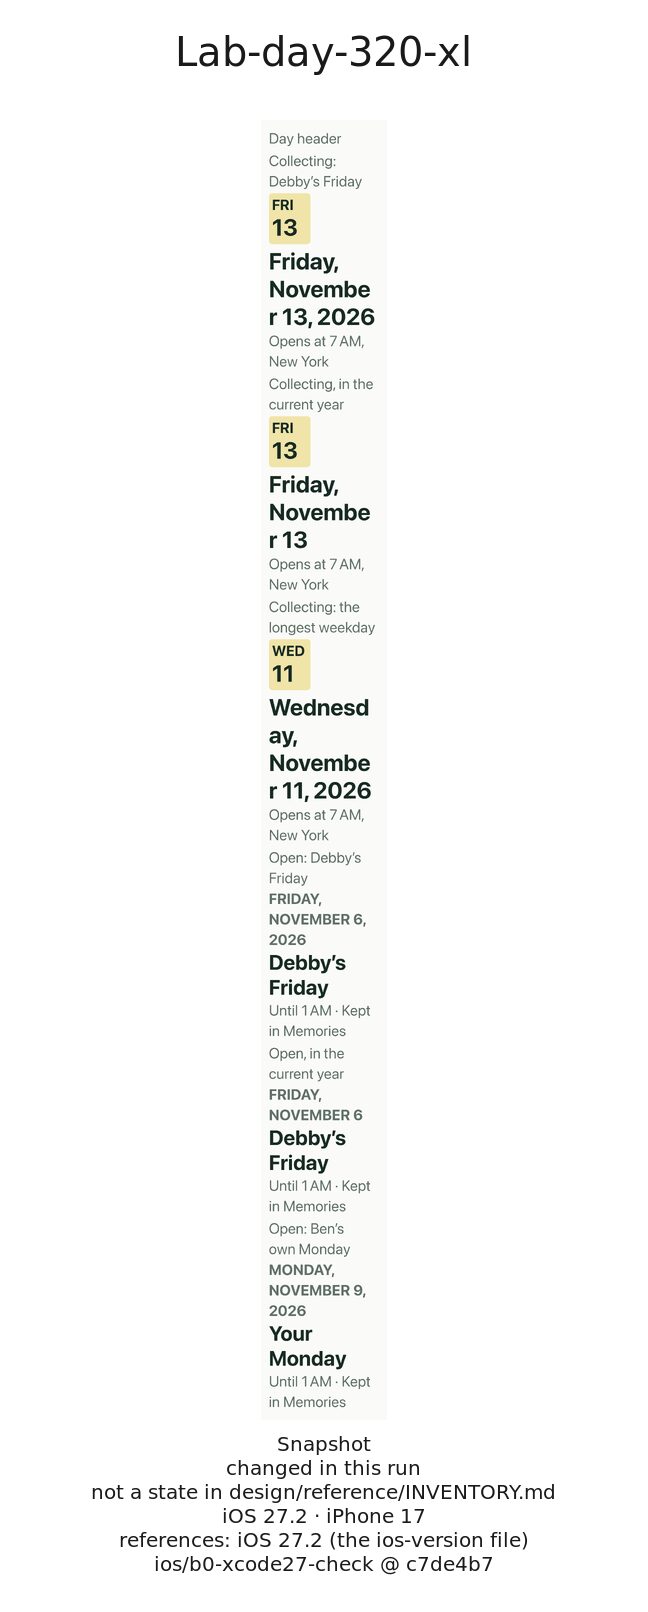 Lab-day-320-xl
Day header
Collecting:
Debby’s Friday
FRI
13
Friday,
Novembe
r 13, 2026
Opens at 7 AM,
New York
Collecting, in the
current year
FRI
13
Friday,
Novembe
r 13
Opens at 7 AM,
New York
Collecting: the
longest weekday
WED
11
Wednesd
ay,
Novembe
r 11, 2026
Opens at 7 AM,
New York
Open: Debby’s
Friday
FRIDAY,
NOVEMBER 6,
2026
Debby’s
Friday
Until 1 AM · Kept
in Memories
Open, in the
current year
FRIDAY,
NOVEMBER 6
Debby’s
Friday
Until 1 AM · Kept
in Memories
Open: Ben’s
own Monday
MONDAY,
NOVEMBER 9,
2026
Your
Monday
Until 1 AM · Kept
in Memories
Snapshot
changed in this run
not a state in design/reference/INVENTORY.md
iOS 27.2 · iPhone 17
references: iOS 27.2 (the ios-version file)
ios/b0-xcode27-check @ c7de4b7